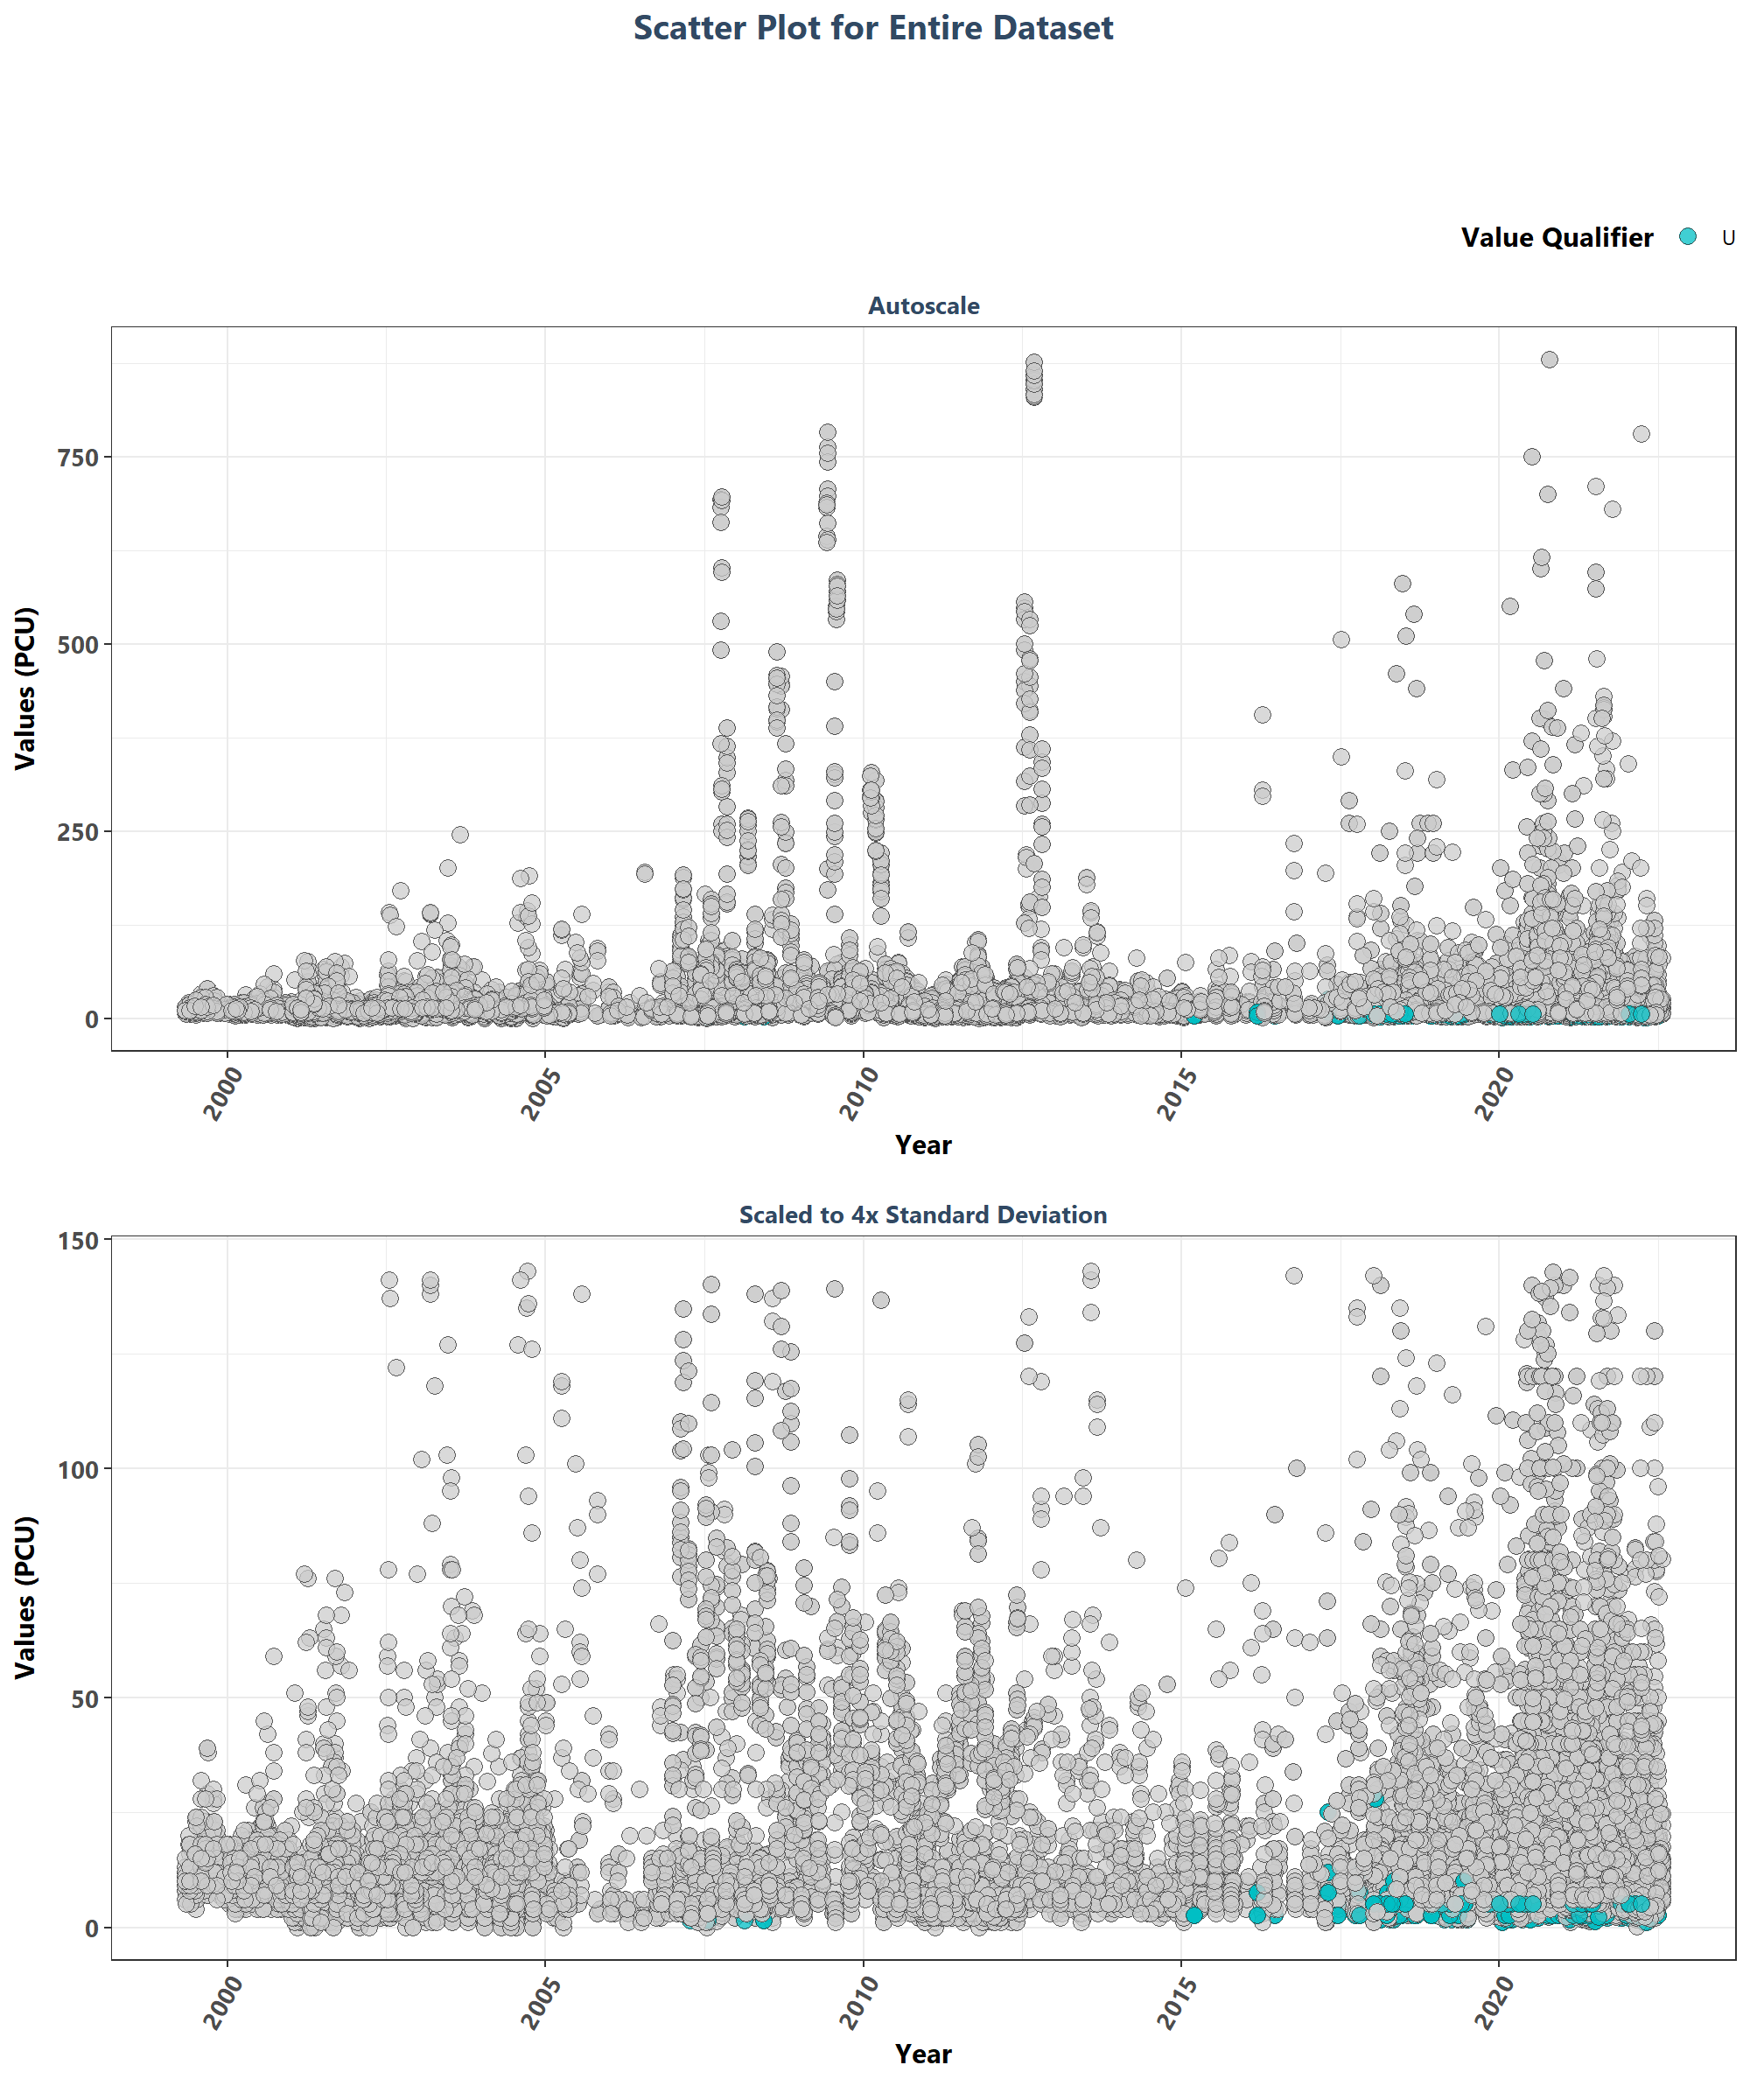 Scatter Plot for Entire Dataset
Value Qualifier U
Autoscale
Values (PCU)
750
500
250
0
2000 2005 2010 2015 2020
Year
Scaled to 4x Standard Deviation
Values (PCU)
150
100
50
0
2000 2005 2010 2015 2020
Year